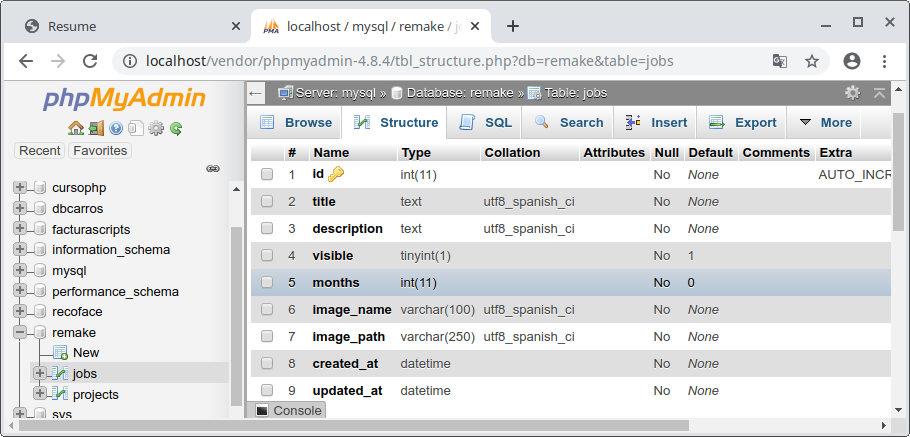 Resume
localhost / mysql / remake / jo
localhost/vendor/phpmyadmin-4.8.4/tbl_structure.php?db=remake&table=jobs
phpMyAdmin
Recent Favorites
cursophp
dbcarros
facturascripts
information_schema
mysql
performance_schema
recoface
remake
New
jobs
projects
sys
Server: mysql » Database: remake » Table: jobs
Browse Structure SQL Search Insert Export More
# Name Type Collation Attributes Null Default Comments Extra
1 id int(11) No None AUTO_INCR
2 title text utf8_spanish_ci No None
3 description text utf8_spanish_ci No None
4 visible tinyint(1) No 1
5 months int(11) No 0
6 image_name varchar(100) utf8_spanish_ci No None
7 image_path varchar(250) utf8_spanish_ci No None
8 created_at datetime No None
9 updated_at datetime No None
Console